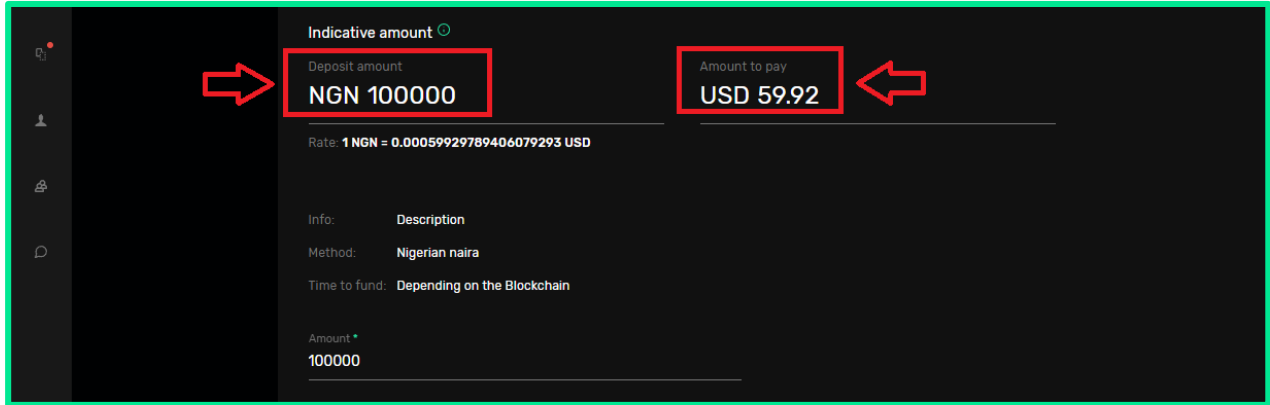 Indicative amount
Deposit amount
NGN 100000
Amount to pay
USD 59.92
Rate: 1 NGN = 0.00059929789406079293 USD
Info: Description
Method: Nigerian naira
Time to fund: Depending on the Blockchain
Amount *
100000